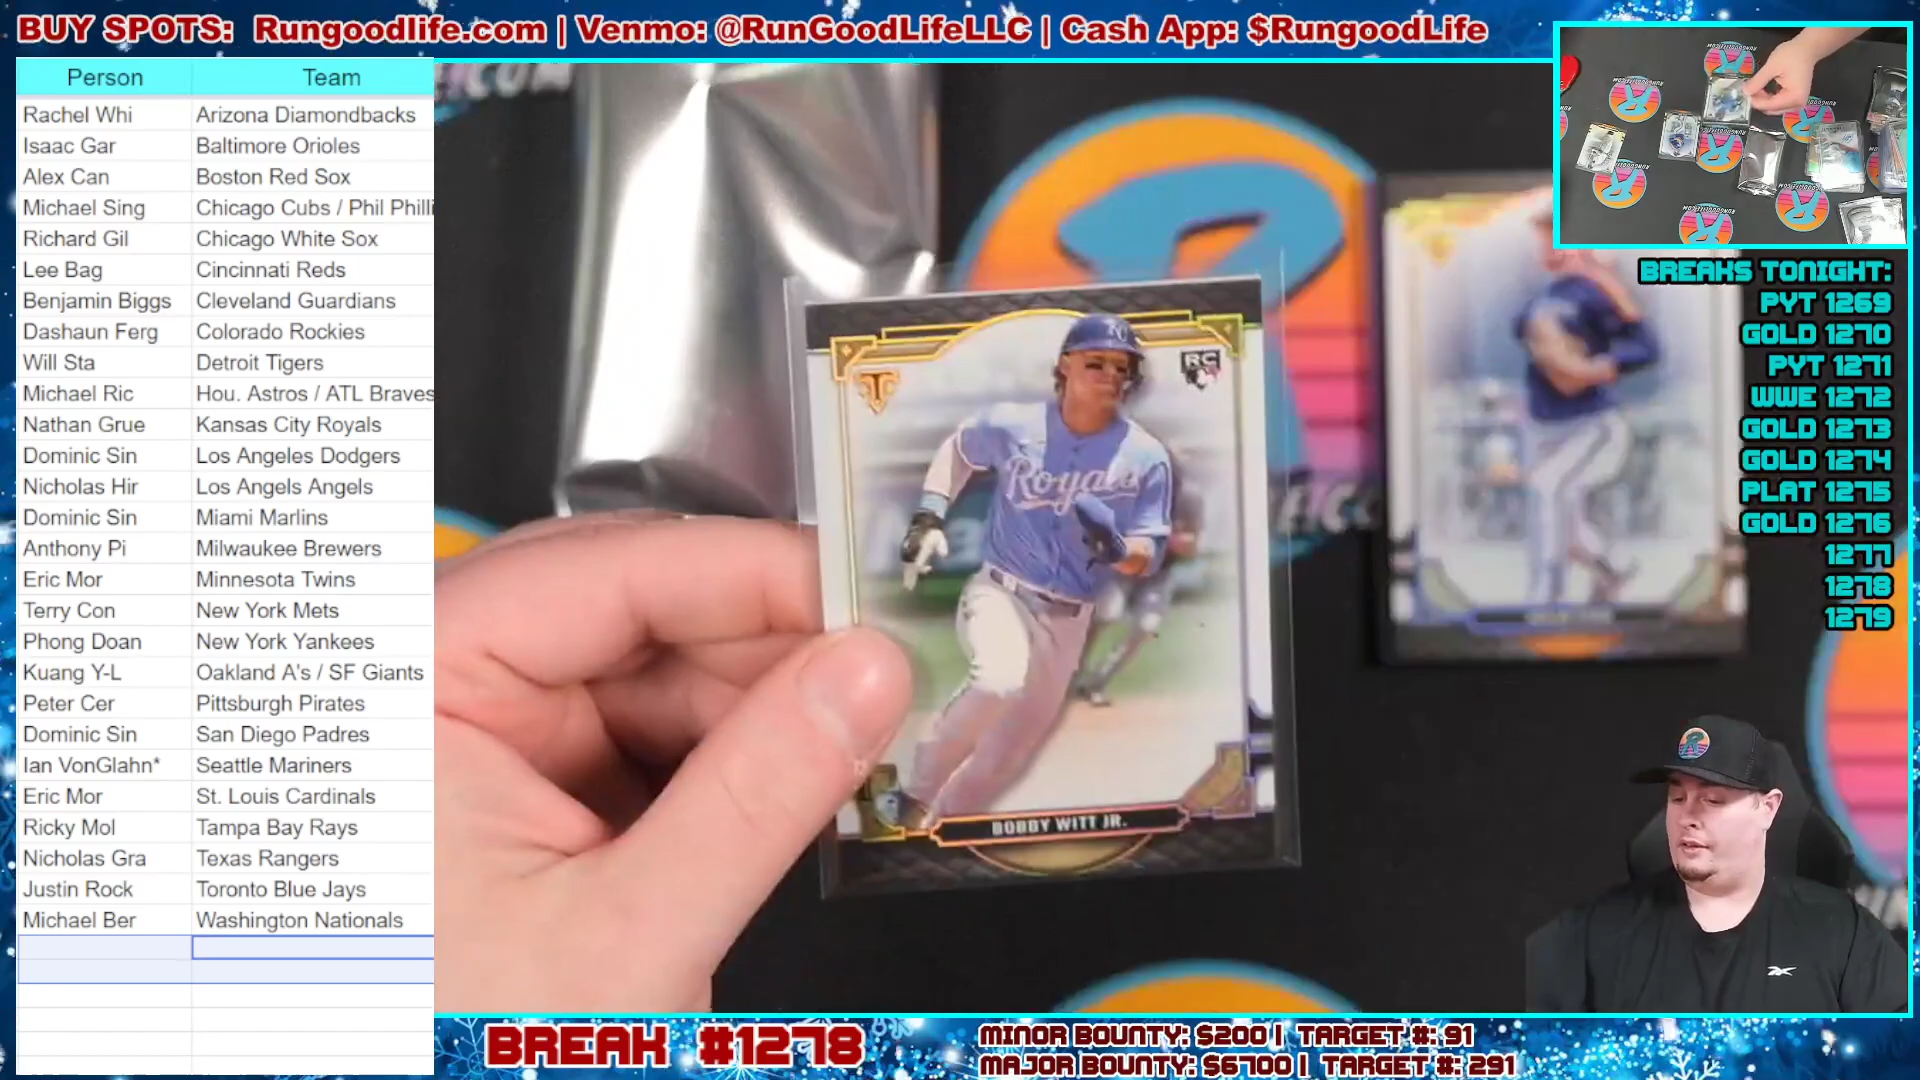 BUY SPOTS: Rungoodlife.com | Venmo: @RunGoodLifeLLC | Cash App: $RungoodLife
Person Team
Rachel Whi Arizona Diamondbacks
Isaac Gar Baltimore Orioles
Alex Can Boston Red Sox
Michael Sing Chicago Cubs / Phil Philli
Richard Gil Chicago White Sox
Lee Bag Cincinnati Reds
Benjamin Biggs Cleveland Guardians
Dashaun Ferg Colorado Rockies
Will Sta Detroit Tigers
Michael Ric Hou. Astros / ATL Braves
Nathan Grue Kansas City Royals
Dominic Sin Los Angeles Dodgers
Nicholas Hir Los Angels Angels
Dominic Sin Miami Marlins
Anthony Pi Milwaukee Brewers
Eric Mor Minnesota Twins
Terry Con New York Mets
Phong Doan New York Yankees
Kuang Y-L Oakland A's / SF Giants
Peter Cer Pittsburgh Pirates
Dominic Sin San Diego Padres
Ian VonGlahn* Seattle Mariners
Eric Mor St. Louis Cardinals
Ricky Mol Tampa Bay Rays
Nicholas Gra Texas Rangers
Justin Rock Toronto Blue Jays
Michael Ber Washington Nationals
RC
Royals
BOBBY WITT JR.
BREAKS TONIGHT:
PYT 1269
GOLD 1270
PYT 1271
WWE 1272
GOLD 1273
GOLD 1274
PLAT 1275
GOLD 1276
1277
1278
1279
BREAK #1278
MINOR BOUNTY: $200 | TARGET #: 91
MAJOR BOUNTY: $6700 | TARGET #: 291